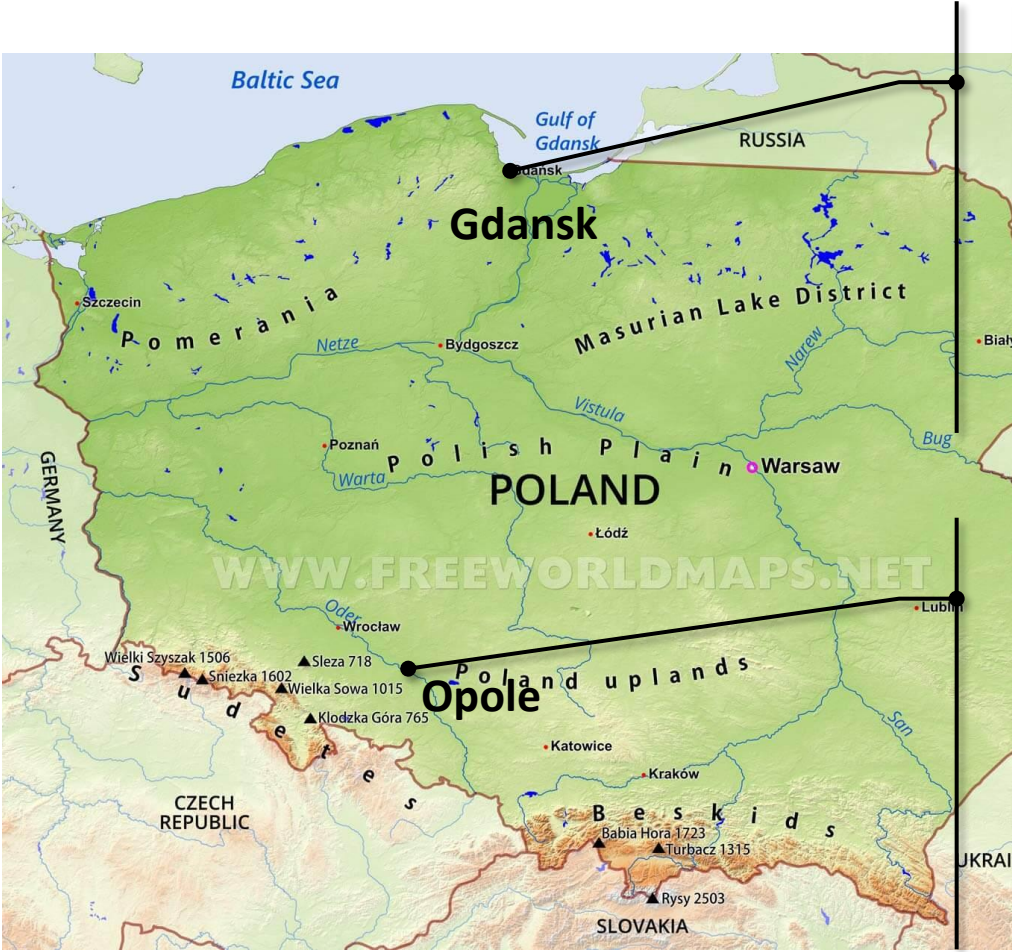 Baltic Sea
Gulf of
Gdansk
RUSSIA
Gdansk
Szczecin
Pomerania
Masurian Lake District
Netze
Bydgoszcz
Narew
Vistula
Bug
Poznań
Warta
Polish Plain
Warsaw
POLAND
GERMANY
Łódź
WWW.FREEWORLDMAPS.NET
Oder
Wrocław
Lublin
Wielki Szyszak 1506
Sniezka 1602
Sleza 718
Wielka Sowa 1015
Klodzka Góra 765
Sudetes
Poland uplands
Opole
San
Katowice
Kraków
CZECH
REPUBLIC
Beskids
Babia Hora 1723
Turbacz 1315
Rysy 2503
SLOVAKIA
UKRAI